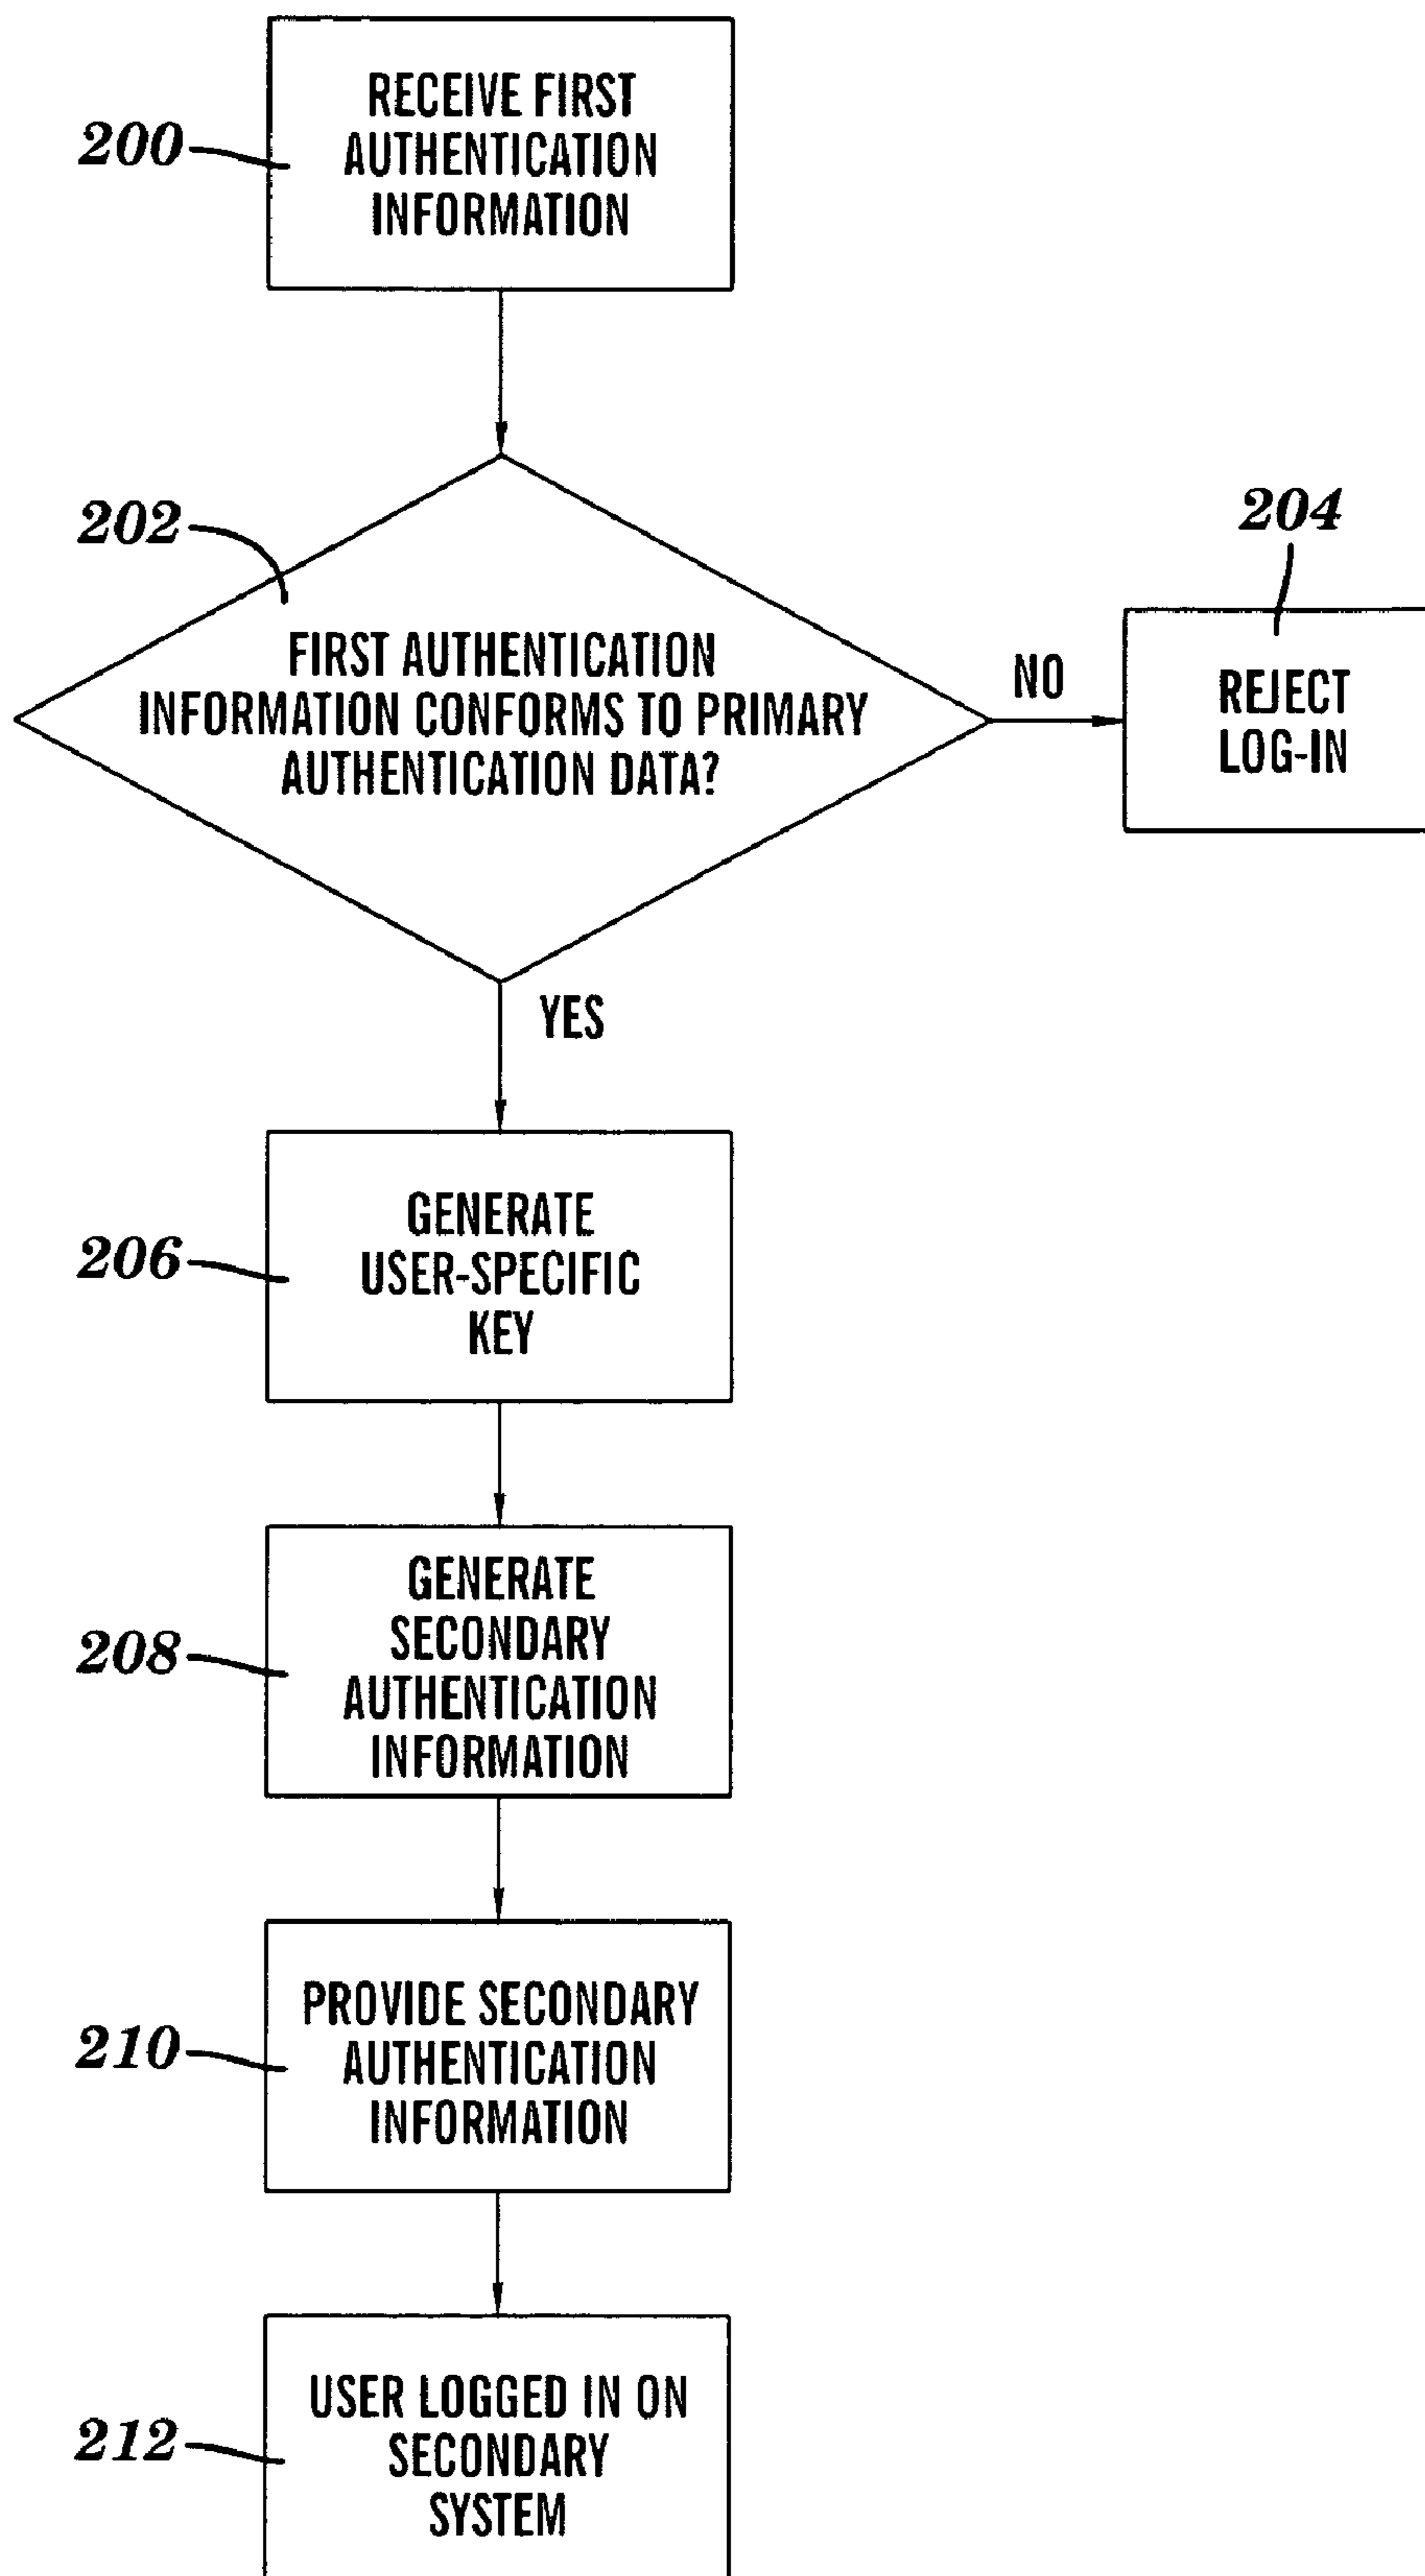 RECEIVE FIRST
AUTHENTICATION
INFORMATION
200
202
FIRST AUTHENTICATION
INFORMATION CONFORMS TO PRIMARY
AUTHENTICATION DATA?
NO
204
REJECT
LOG-IN
YES
206
GENERATE
USER-SPECIFIC
KEY
208
GENERATE
SECONDARY
AUTHENTICATION
INFORMATION
210
PROVIDE SECONDARY
AUTHENTICATION
INFORMATION
212
USER LOGGED IN ON
SECONDARY
SYSTEM